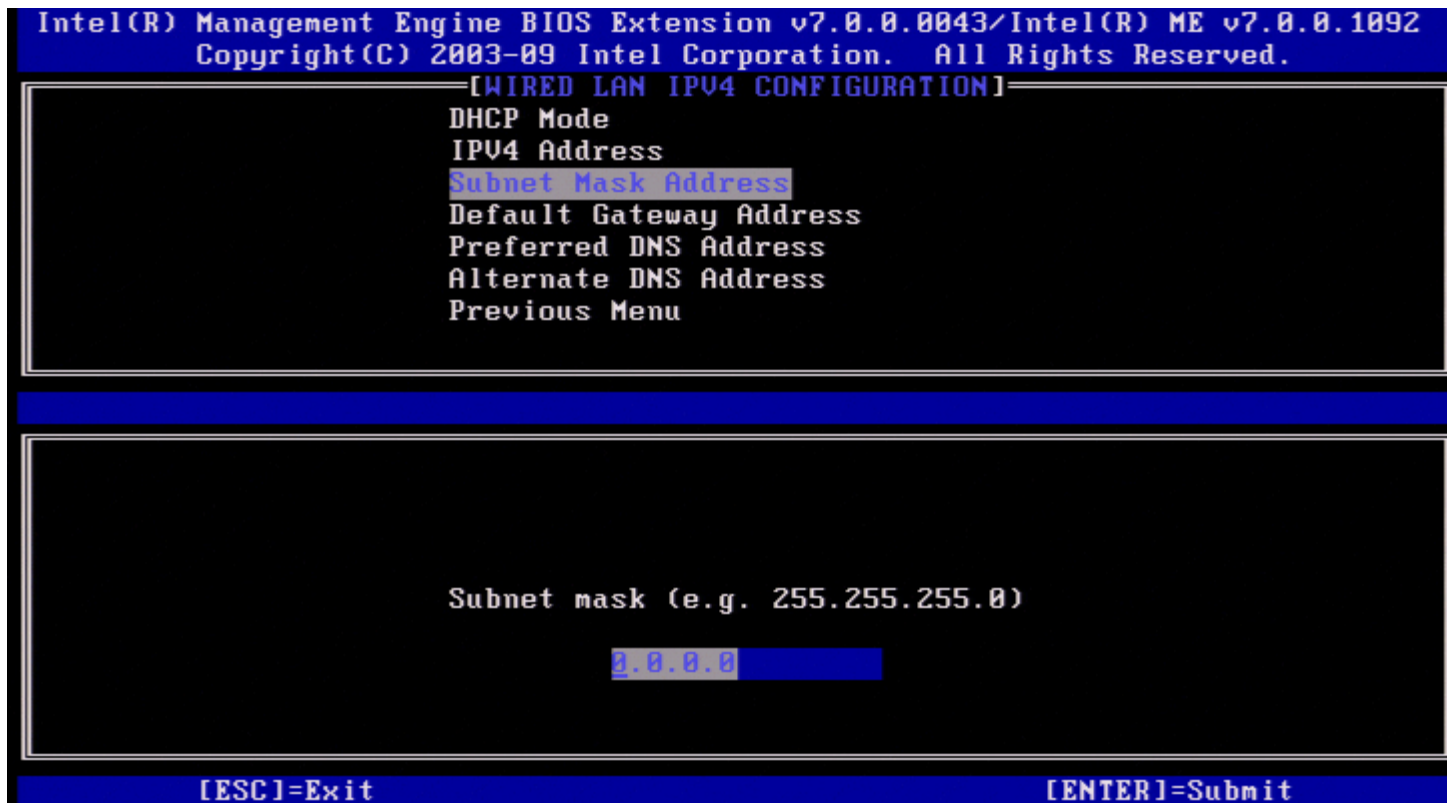 Intel(R) Management Engine BIOS Extension v7.0.0.0043/Intel(R) ME v7.0.0.1092
Copyright(C) 2003-09 Intel Corporation. All Rights Reserved.
[WIRED LAN IPV4 CONFIGURATION]
DHCP Mode
IPV4 Address
Subnet Mask Address
Default Gateway Address
Preferred DNS Address
Alternate DNS Address
Previous Menu
Subnet mask (e.g. 255.255.255.0)
0.0.0.0
[ESC]=Exit [ENTER]=Submit